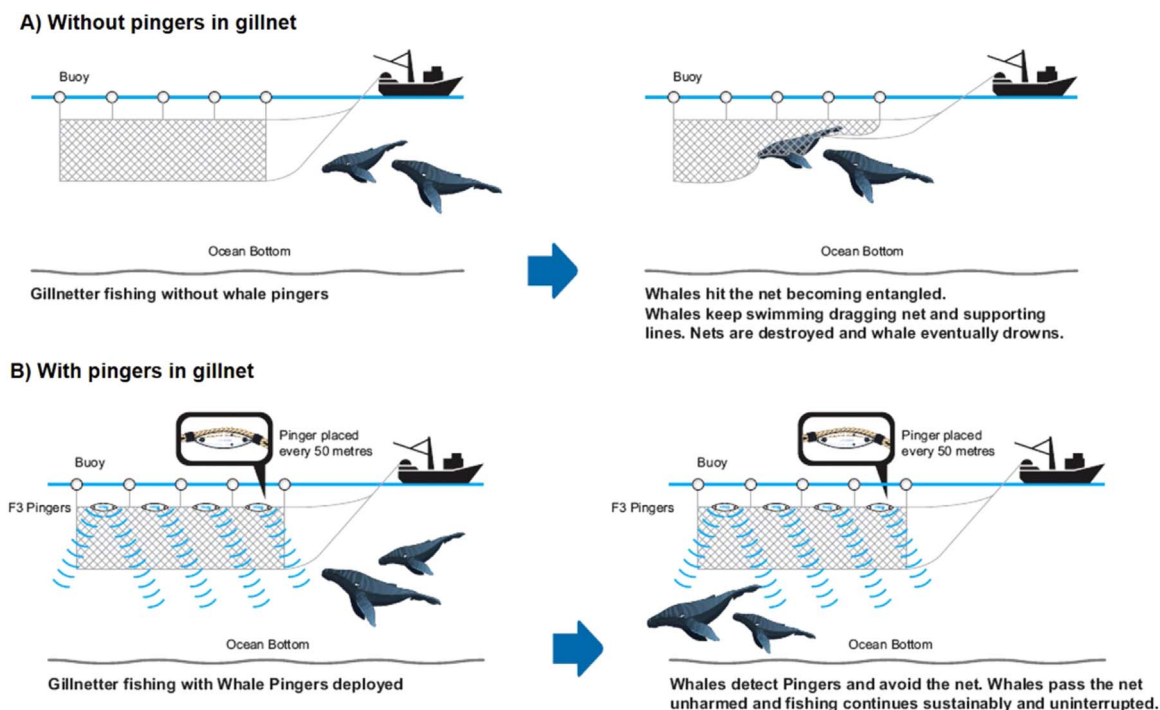 A) Without pingers in gillnet
Buoy
Ocean Bottom
Gillnetter fishing without whale pingers
Buoy
Ocean Bottom
Whales hit the net becoming entangled.
Whales keep swimming dragging net and supporting
lines. Nets are destroyed and whale eventually drowns.
B) With pingers in gillnet
Pinger placed
every 50 metres
Buoy
F3 Pingers
Ocean Bottom
Gillnetter fishing with Whale Pingers deployed
Pinger placed
every 50 metres
Buoy
F3 Pingers
Ocean Bottom
Whales detect Pingers and avoid the net. Whales pass the net
unharmed and fishing continues sustainably and uninterrupted.